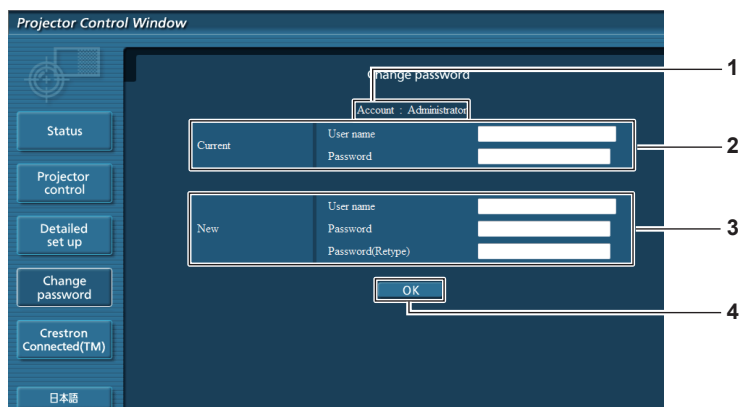 Projector Control Window
Change password
Account : Administrator
Status
Projector
control
Detailed
set up
Change
password
Crestron
Connected(TM)
日本語
Current
User name
Password
New
User name
Password
Password(Retype)
OK
1
2
3
4